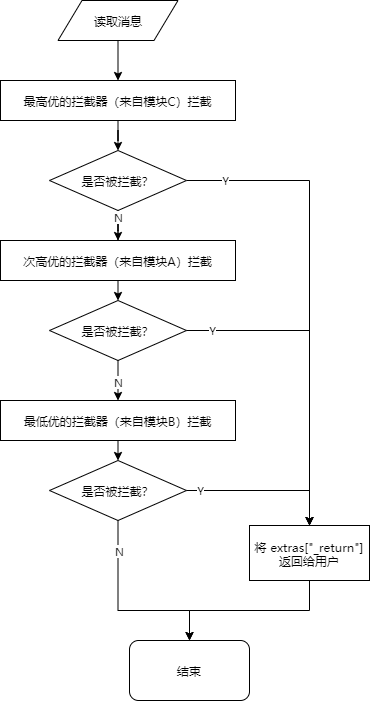 读取消息
最高优的拦截器（来自模块C）拦截
是否被拦截?
Y
N
次高优的拦截器（来自模块A）拦截
是否被拦截?
Y
N
最低优的拦截器（来自模块B）拦截
是否被拦截?
Y
N
将 extras["_return"]
返回给用户
结束